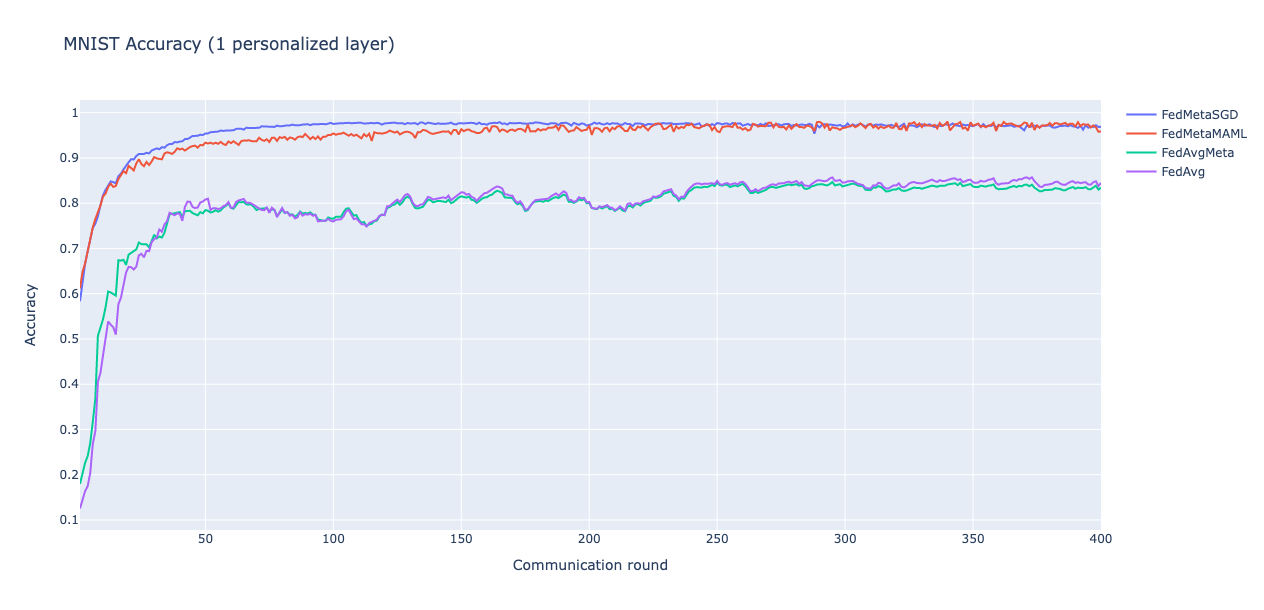 MNIST Accuracy (1 personalized layer)
1
0.9
0.8
0.7
0.6
0.5
0.4
0.3
0.2
0.1
Accuracy
50
100
150
200
250
300
350
400
Communication round
FedMetaSGD
FedMetaMAML
FedAvgMeta
FedAvg